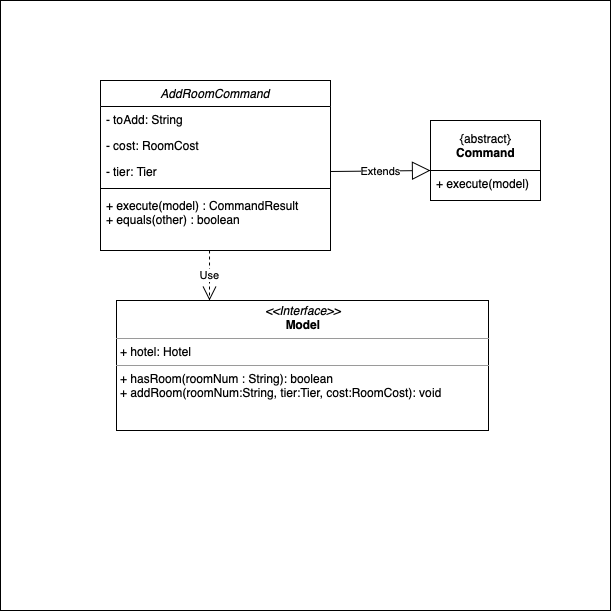 AddRoomCommand
- toAdd: String
- cost: RoomCost
- tier: Tier
+ execute(model) : CommandResult
+ equals(other) : boolean
Extends
{abstract}
Command
+ execute(model)
Use
<<Interface>>
Model
+ hotel: Hotel
+ hasRoom(roomNum : String): boolean
+ addRoom(roomNum:String, tier:Tier, cost:RoomCost): void